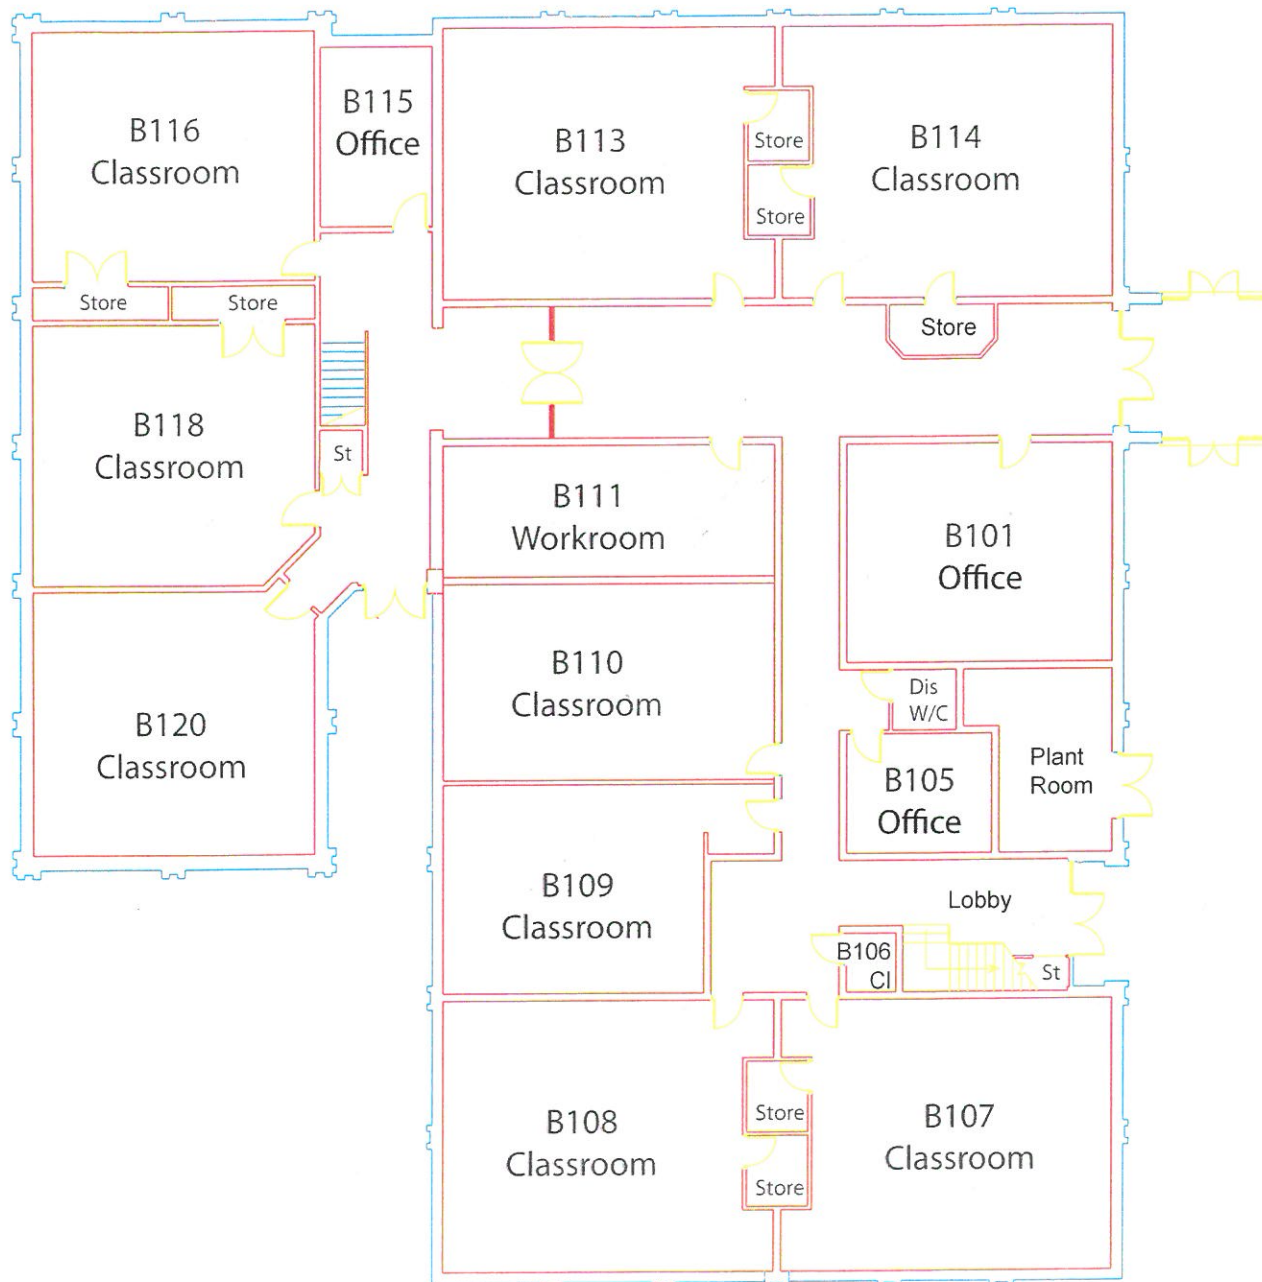 B116
Classroom
B115
Office
B113
Classroom
Store
Store
B114
Classroom
Store
Store
Store
B118
Classroom
St
B111
Workroom
B101
Office
B110
Classroom
Dis
W/C
B120
Classroom
Plant
Room
B105
Office
B109
Classroom
Lobby
B106
Cl
St
B108
Classroom
Store
Store
B107
Classroom